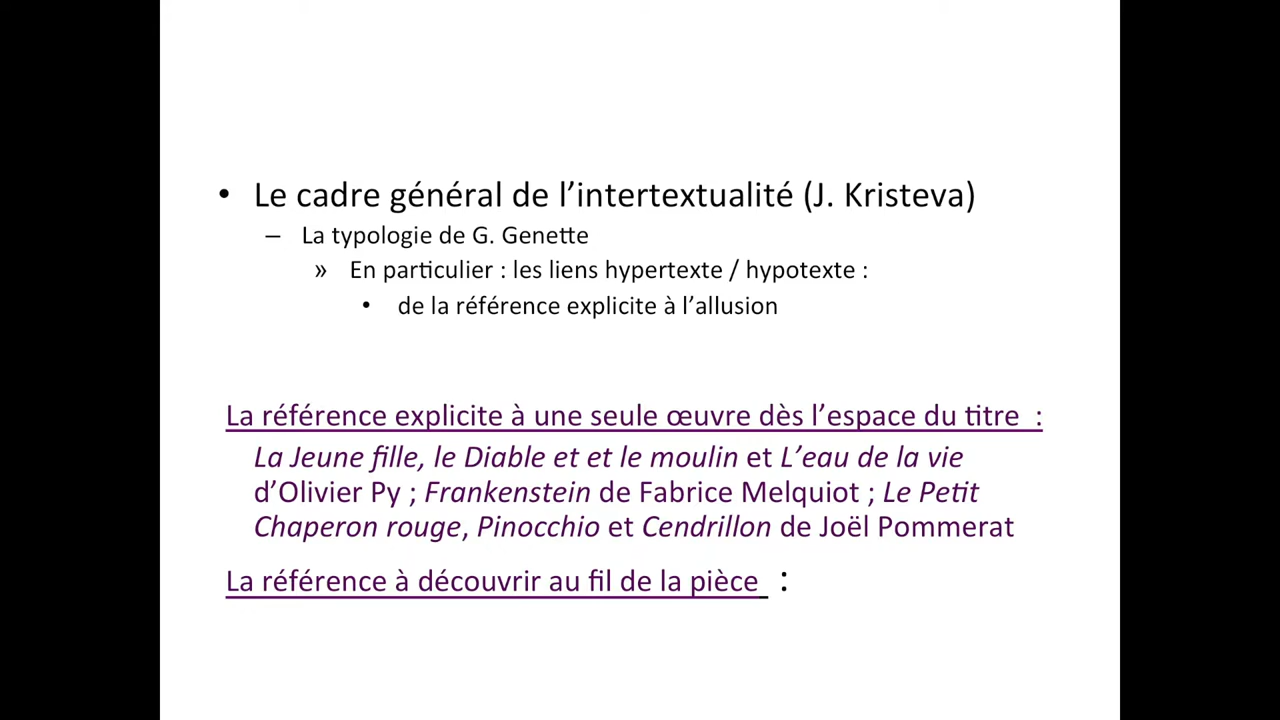 • Le cadre général de l’intertextualité (J. Kristeva)
– La typologie de G. Genette
» En particulier : les liens hypertexte / hypotexte :
• de la référence explicite à l’allusion
La référence explicite à une seule œuvre dès l’espace du titre :
La Jeune fille, le Diable et et le moulin et L’eau de la vie
d’Olivier Py ; Frankenstein de Fabrice Melquiot ; Le Petit
Chaperon rouge, Pinocchio et Cendrillon de Joël Pommerat
La référence à découvrir au fil de la pièce :